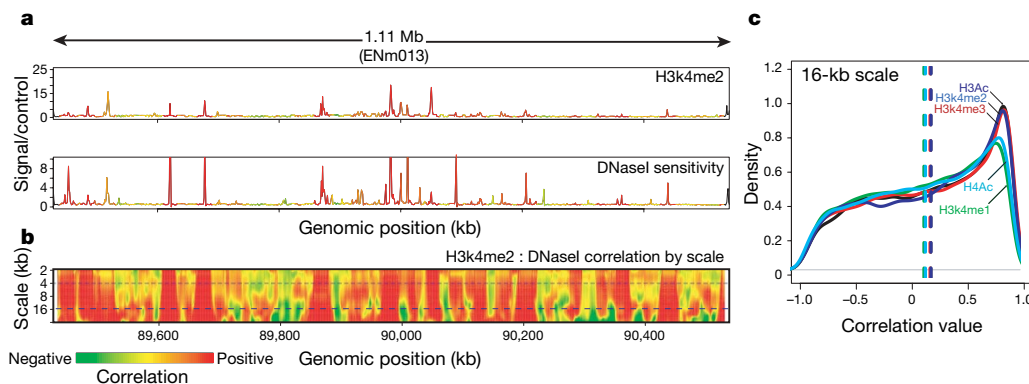 a
1.11 Mb
(ENm013)
25
15
5
0
H3k4me2
8
4
0
DNaseI sensitivity
Signal/control
Genomic position (kb)
b
H3k4me2 : DNaseI correlation by scale
Scale (kb)
2
4
8
16
89,600
89,800
90,000
90,200
90,400
Genomic position (kb)
Negative
Positive
Correlation
c
16-kb scale
H3Ac
H3k4me2
H3k4me3
H4Ac
H3k4me1
Density
1.2
1.0
0.8
0.6
0.4
0.2
0
-1.0
-0.5
0
0.5
1.0
Correlation value